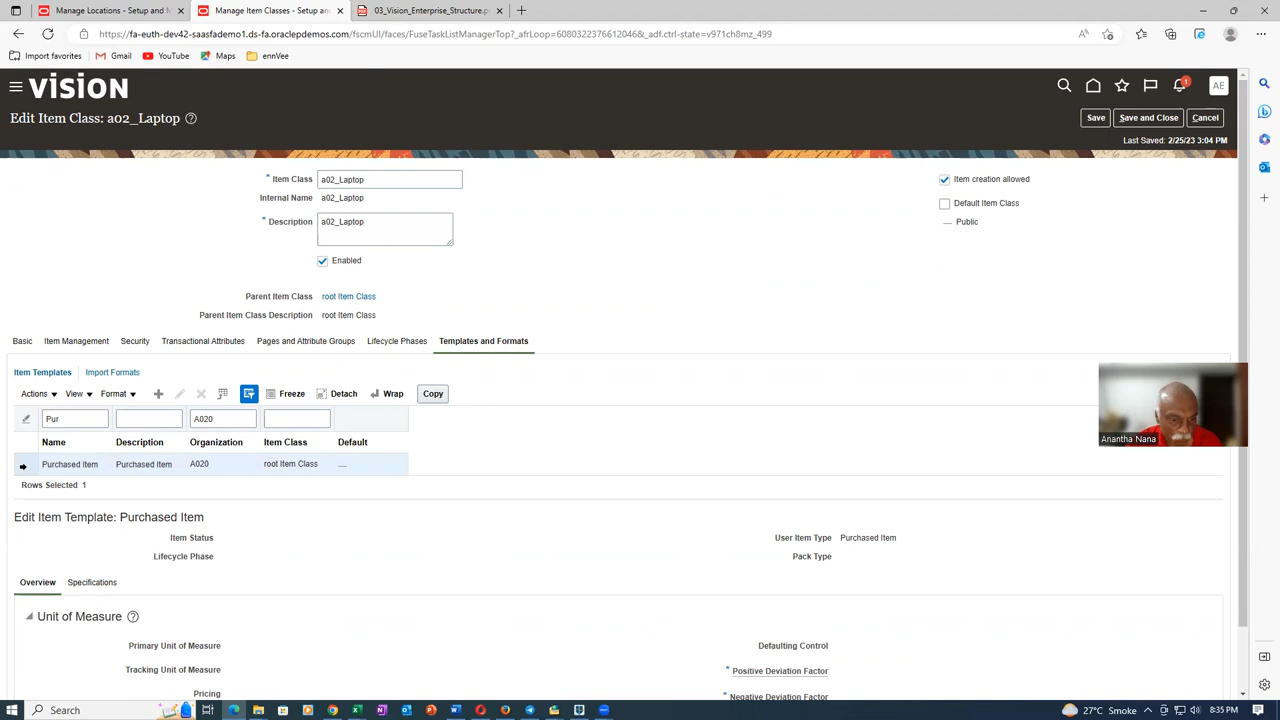 Manage Locations - Setup and
Manage Item Classes - Setup and
03_Vision_Enterprise_Structure.p
https://fa-euth-dev42-saasfademo1.ds-fa.oraclepdemos.com/fscmUI/faces/FuseTaskListManagerTop?_afrLoop=6080322376612046&_adf.ctrl-state=v971ch8mz_499
Import favorites
Gmail
YouTube
Maps
ennVee
VISION
1
AE
Edit Item Class: a02_Laptop
Save
Save and Close
Cancel
Last Saved: 2/25/23 3:04 PM
* Item Class a02_Laptop
Item creation allowed
Internal Name a02_Laptop
Default Item Class
* Description a02_Laptop
Public
Enabled
Parent Item Class root Item Class
Parent Item Class Description root Item Class
Basic Item Management Security Transactional Attributes Pages and Attribute Groups Lifecycle Phases Templates and Formats
Item Templates Import Formats
Actions View Format Freeze Detach Wrap Copy
Pur A020
Name Description Organization Item Class Default
Purchased Item Purchased Item A020 root Item Class
Rows Selected 1
Anantha Nana
Edit Item Template: Purchased Item
Item Status
User Item Type Purchased Item
Lifecycle Phase
Pack Type
Overview Specifications
Unit of Measure
Primary Unit of Measure
Defaulting Control
Tracking Unit of Measure
* Positive Deviation Factor
Pricing
* Negative Deviation Factor
Search
27°C Smoke
8:35 PM